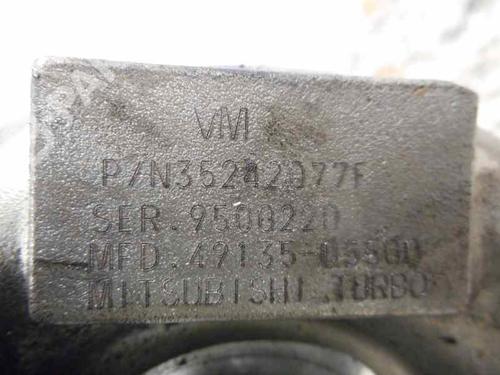 VM
P/N35242077F
SER.9500220
MFD.49135-05500
MITSUBISHI TURBO